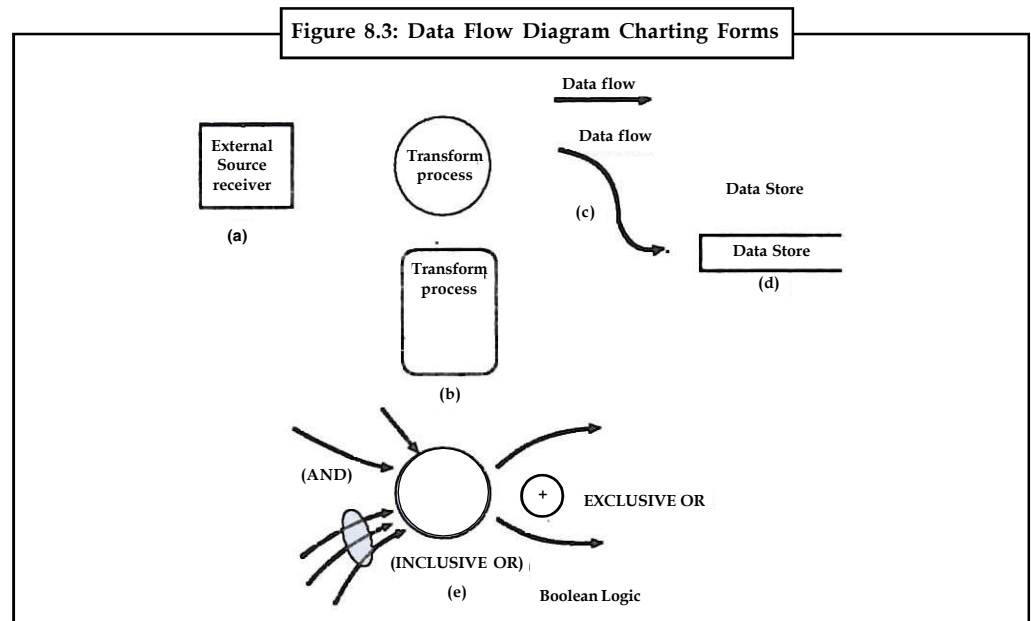 Figure 8.3: Data Flow Diagram Charting Forms
Data flow
External
Source
receiver
(a)
Transform
process
Data flow
(c)
Data Store
Data Store
(d)
Transform
process
(b)
(AND)
+
EXCLUSIVE OR
(INCLUSIVE OR)
(e)
Boolean Logic